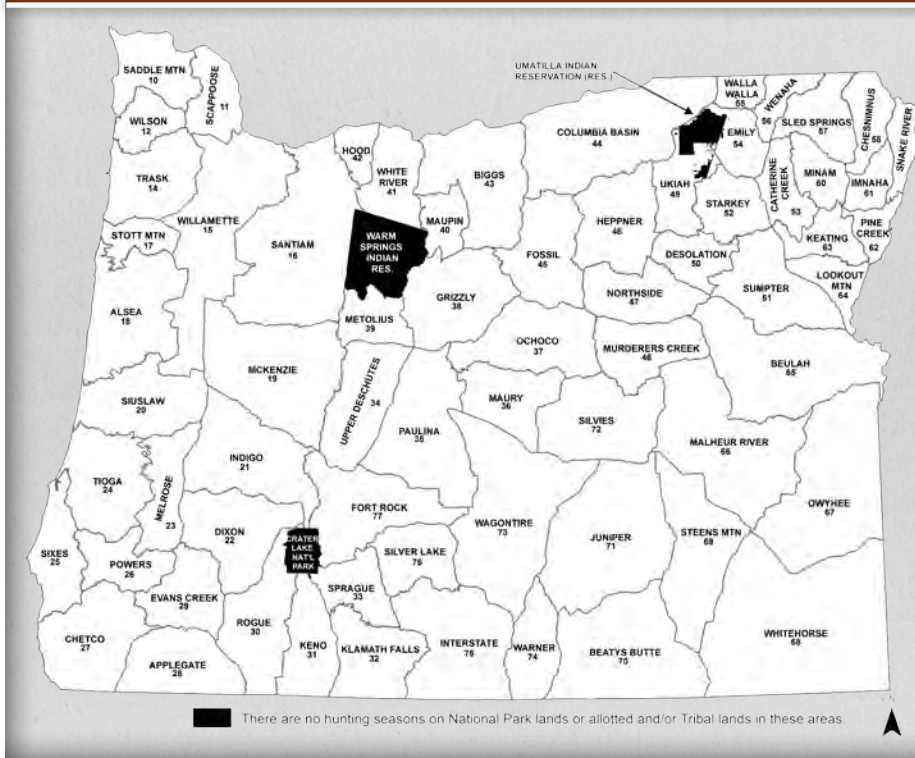 UMATILLA INDIAN
RESERVATION (RES.)
SADDLE MTN
10
SCAPPOOSE
11
WILSON
12
TRASK
14
WILLAMETTE
15
STOTT MTN
17
ALSEA
18
SANTIAM
16
HOOD
42
WHITE
RIVER
41
BIGGS
43
MAUPIN
40
WARM
SPRINGS
INDIAN
RES.
COLUMBIA BASIN
44
WALLA
WALLA
55
WENAHA
56
EMILY
54
SLED SPRINGS
57
CHESNIMNUS
58
SNAKE RIVER
MINAM
60
IMNAHA
61
CATHERINE
CREEK
53
PINE
CREEK
62
KEATING
63
LOOKOUT
MTN
64
UKIAH
49
STARKEY
52
HEPPNER
48
FOSSIL
45
DESOLATION
50
SUMPTER
51
NORTHSIDE
47
GRIZZLY
38
METOLIUS
39
OCHOCO
37
MURDERERS CREEK
46
BEULAH
65
MCKENZIE
19
UPPER DESCHUTES
34
MAURY
36
SILVIES
72
SIUSLAW
20
PAULINA
35
MALHEUR RIVER
66
INDIGO
21
TIOGA
24
MELROSE
23
FORT ROCK
77
WAGONTIRE
73
JUNIPER
71
STEENS MTN
69
OWYHEE
67
DIXON
22
CRATER
LAKE
NAT'L
PARK
SILVER LAKE
76
SIXES
25
POWERS
26
EVANS CREEK
29
SPRAGUE
33
ROGUE
30
CHETCO
27
APPLEGATE
28
KENO
31
KLAMATH FALLS
32
INTERSTATE
75
WARNER
74
BEATYS BUTTE
70
WHITEHORSE
68
There are no hunting seasons on National Park lands or allotted and/or Tribal lands in these areas.